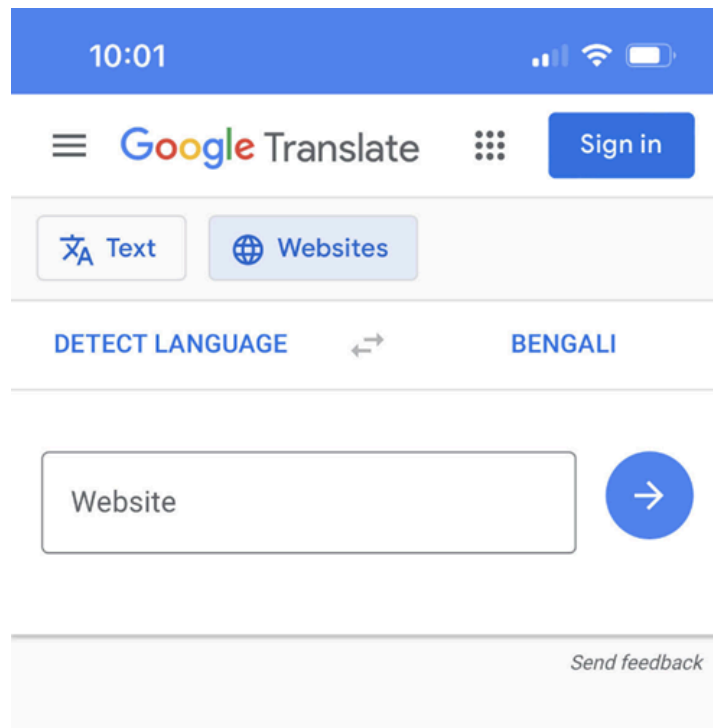 10:01
Google Translate
Sign in
Text
Websites
DETECT LANGUAGE
BENGALI
Website
Send feedback